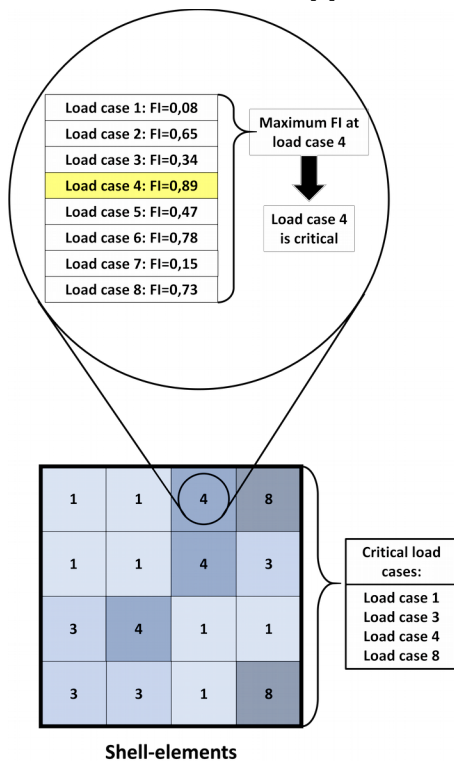 Load case 1: FI=0,08
Load case 2: FI=0,65
Load case 3: FI=0,34
Load case 4: FI=0,89
Load case 5: FI=0,47
Load case 6: FI=0,78
Load case 7: FI=0,15
Load case 8: FI=0,73
Maximum FI at
load case 4
Load case 4
is critical
1 1 4 8
1 1 4 3
3 4 1 1
3 3 1 8
Critical load
cases:
Load case 1
Load case 3
Load case 4
Load case 8
Shell-elements